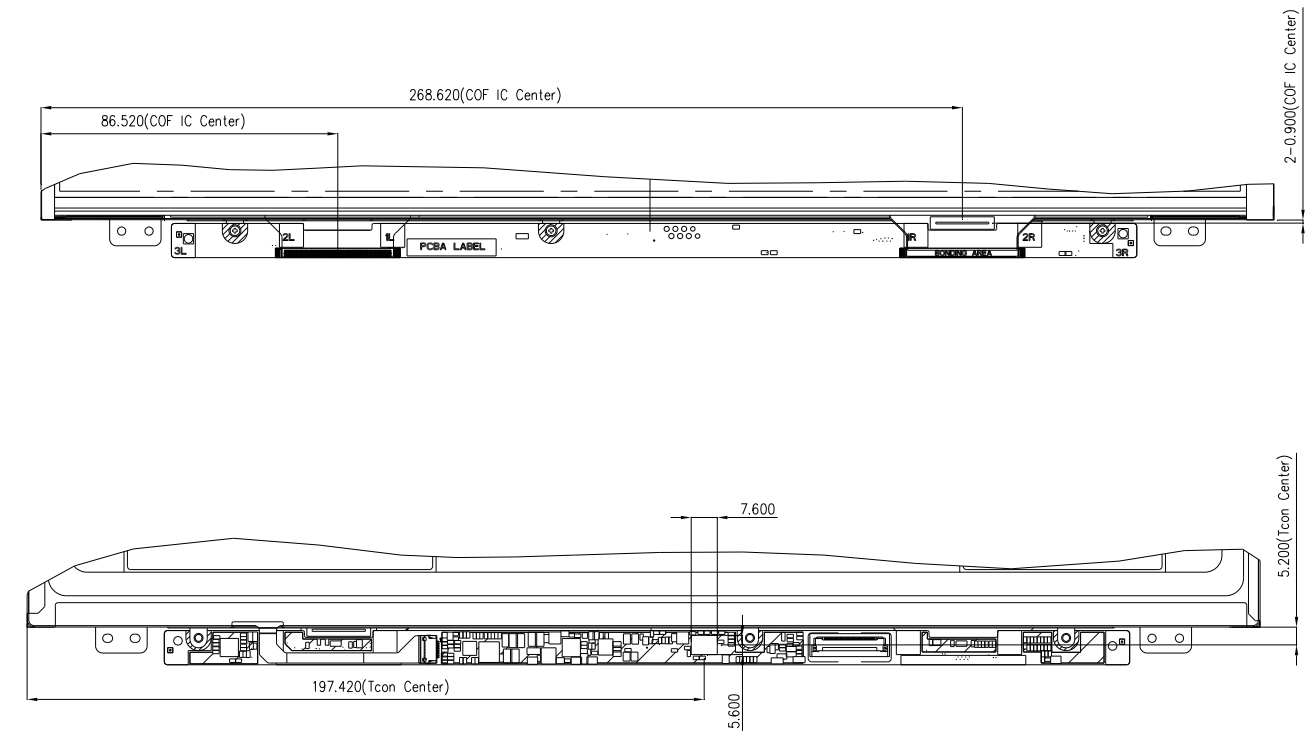 2-0.900(COF IC Center)
268.620(COF IC Center)
86.520(COF IC Center)
2L
1L
1R
2R
3L
PCBA LABEL
BONDING AREA
3R
5.200(Tcon Center)
7.600
197.420(Tcon Center)
5.600